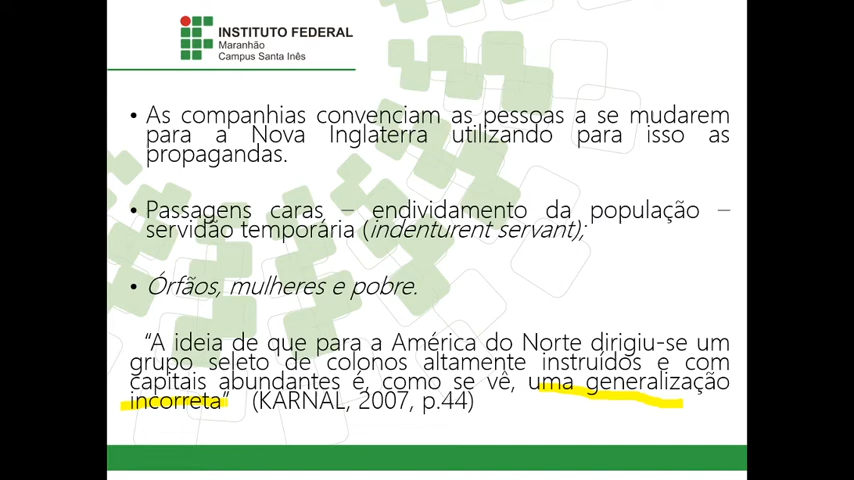 INSTITUTO FEDERAL
Maranhão
Campus Santa Inês
• As companhias convenciam as pessoas a se mudarem
para a Nova Inglaterra utilizando para isso as
propagandas.
• Passagens caras – endividamento da população –
servidão temporária (indenturent servant);
• Órfãos, mulheres e pobre.
“A ideia de que para a América do Norte dirigiu-se um
grupo seleto de colonos altamente instruídos e com
capitais abundantes é, como se vê, uma generalização
incorreta” (KARNAL, 2007, p.44)